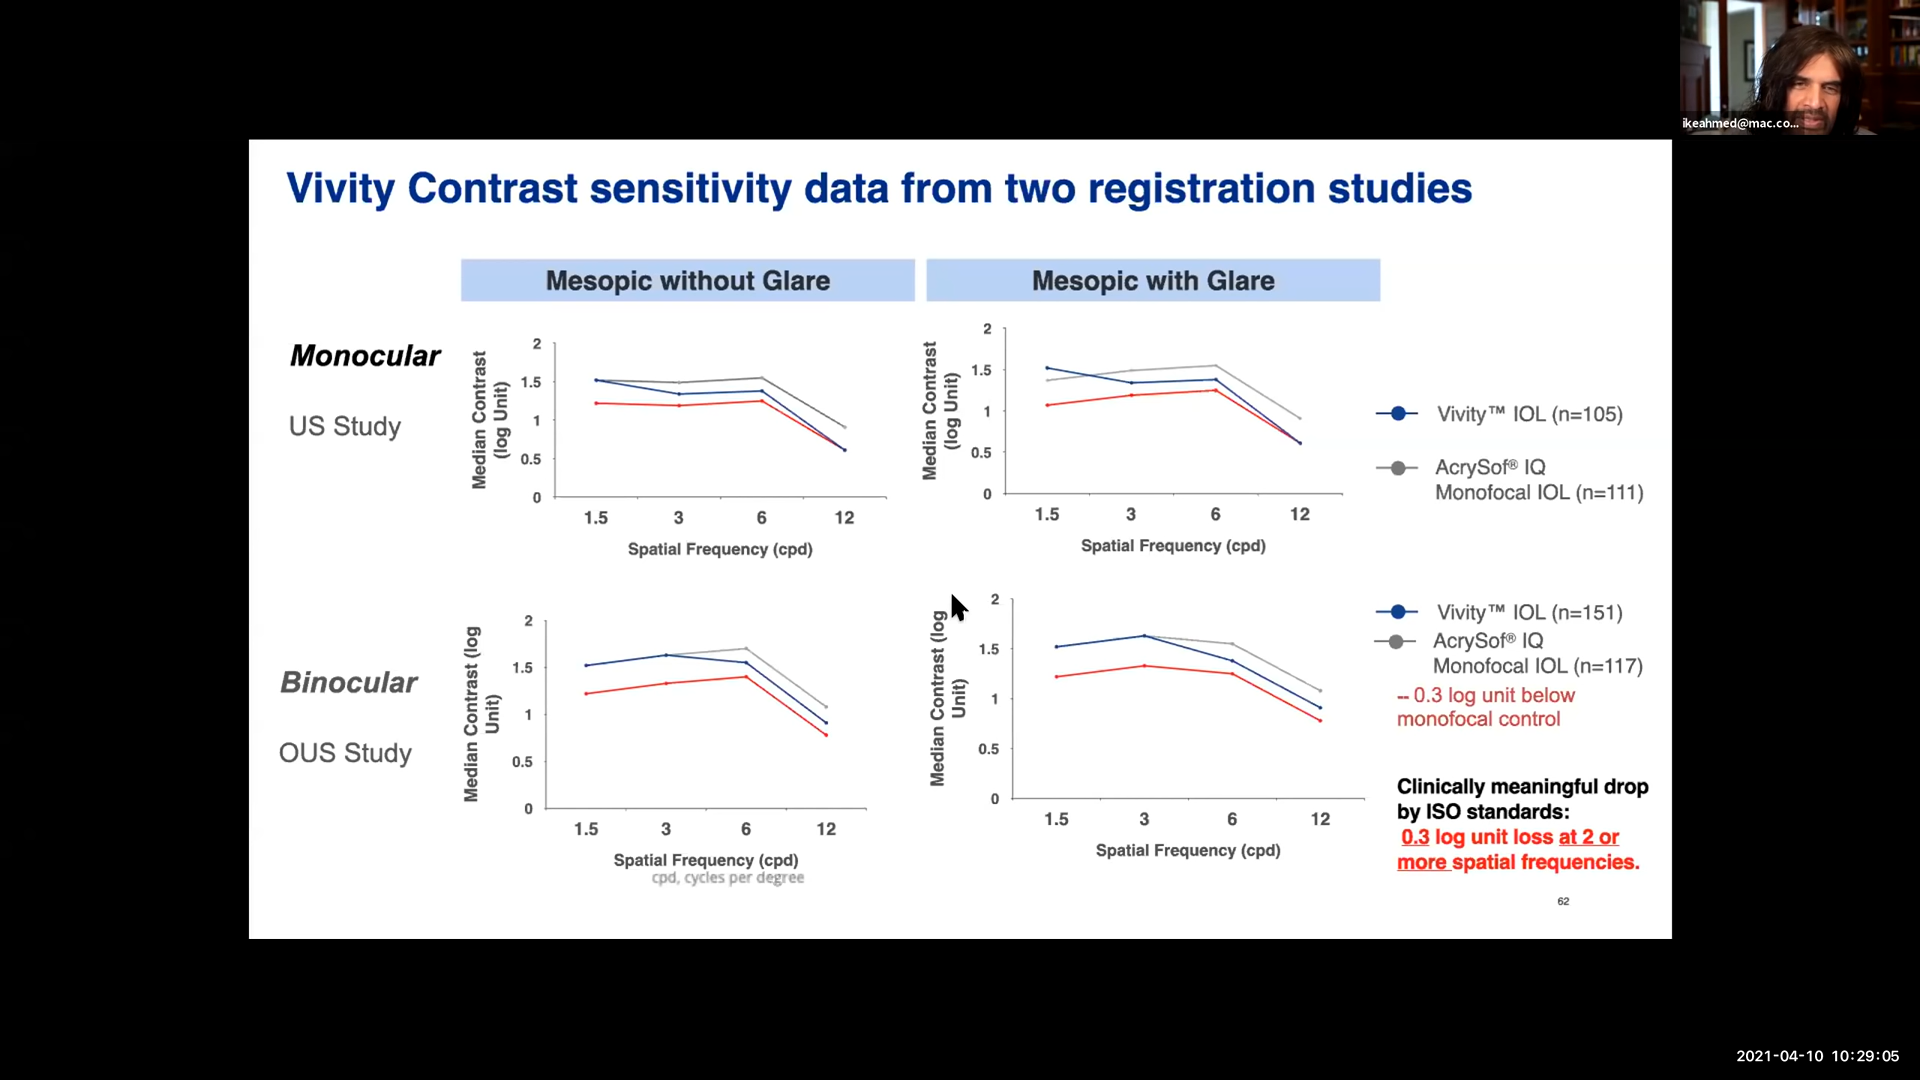 ikeahmed@mac.co...
Vivity Contrast sensitivity data from two registration studies
Mesopic without Glare
Mesopic with Glare
Monocular
US Study
Median Contrast
(log Unit)
2
1.5
1
0.5
0
1.5 3 6 12
Spatial Frequency (cpd)
Median Contrast
(log Unit)
2
1.5
1
0.5
0
1.5 3 6 12
Spatial Frequency (cpd)
Vivity™ IOL (n=105)
AcrySof® IQ
Monofocal IOL (n=111)
Binocular
OUS Study
Median Contrast (log
Unit)
2
1.5
1
0.5
0
1.5 3 6 12
Spatial Frequency (cpd)
cpd, cycles per degree
Median Contrast (log
Unit)
2
1.5
1
0.5
0
1.5 3 6 12
Spatial Frequency (cpd)
Vivity™ IOL (n=151)
AcrySof® IQ
Monofocal IOL (n=117)
-- 0.3 log unit below
monofocal control
Clinically meaningful drop
by ISO standards:
0.3 log unit loss at 2 or
more spatial frequencies.
62
2021-04-10 10:29:05